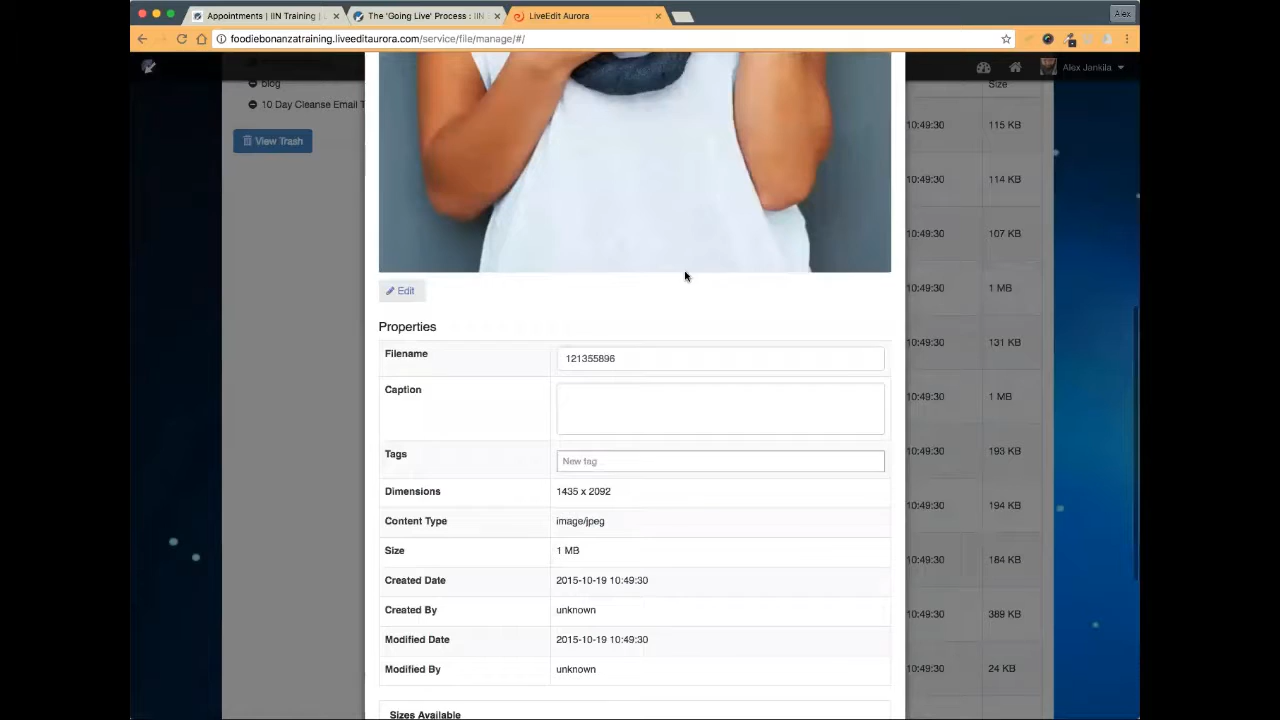 Appointments | IIN Training |
The 'Going Live' Process : IIN
LiveEdit Aurora
Alex
foodiebonanzatraining.liveeditaurora.com/service/file/manage/#/
Alex Jankila
blog
Size
10 Day Cleanse Email T
10:49:30 115 KB
View Trash
10:49:30 114 KB
10:49:30 107 KB
10:49:30 1 MB
Edit
Properties
10:49:30 131 KB
Filename 121355896
Caption
10:49:30 1 MB
Tags New tag
10:49:30 193 KB
Dimensions 1435 x 2092
10:49:30 194 KB
Content Type image/jpeg
Size 1 MB
10:49:30 184 KB
Created Date 2015-10-19 10:49:30
Created By unknown
10:49:30 389 KB
Modified Date 2015-10-19 10:49:30
Modified By unknown
10:49:30 24 KB
Sizes Available